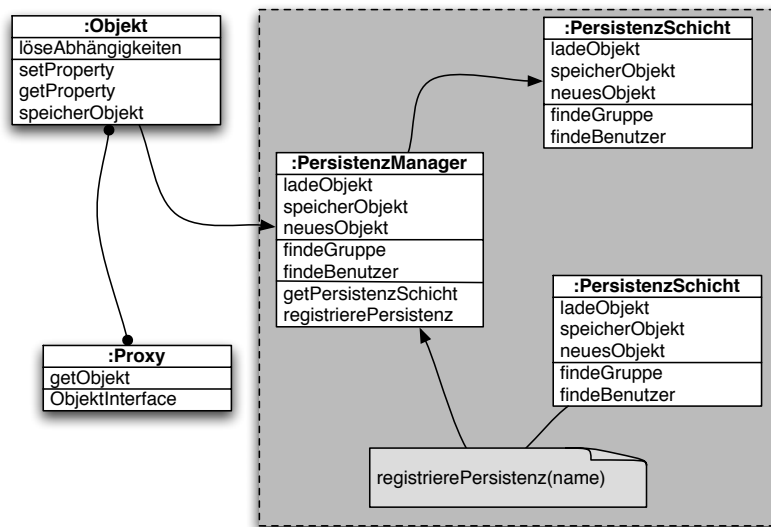 :Objekt
löseAbhängigkeiten
setProperty
getProperty
speicherObjekt
:PersistenzSchicht
ladeObjekt
speicherObjekt
neuesObjekt
findeGruppe
findeBenutzer
:PersistenzManager
ladeObjekt
speicherObjekt
neuesObjekt
findeGruppe
findeBenutzer
getPersistenzSchicht
registrierePersistenz
:PersistenzSchicht
ladeObjekt
speicherObjekt
neuesObjekt
findeGruppe
findeBenutzer
:Proxy
getObjekt
ObjektInterface
registrierePersistenz(name)